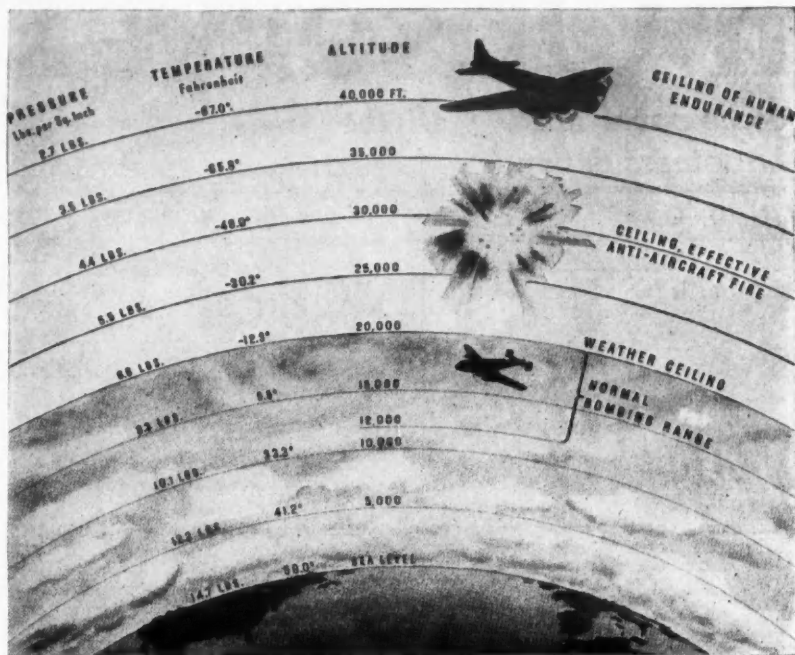 PRESSURE
Lbs. per Sq. Inch
TEMPERATURE
Fahrenheit
ALTITUDE
CEILING OF HUMAN
ENDURANCE
2.7 LBS.
-67.0°
40,000 FT.
3.5 LBS.
-65.8°
35,000
4.4 LBS.
-48.0°
30,000
CEILING, EFFECTIVE
ANTI-AIRCRAFT FIRE
5.5 LBS.
-30.2°
25,000
6.8 LBS.
-12.3°
20,000
WEATHER CEILING
LBS.
5.5°
15,000
NORMAL
BOMBING RANGE
12,000
10.1 LBS.
23.3°
10,000
12.2 LBS.
41.2°
5,000
14.7 LBS.
59.0°
SEA LEVEL